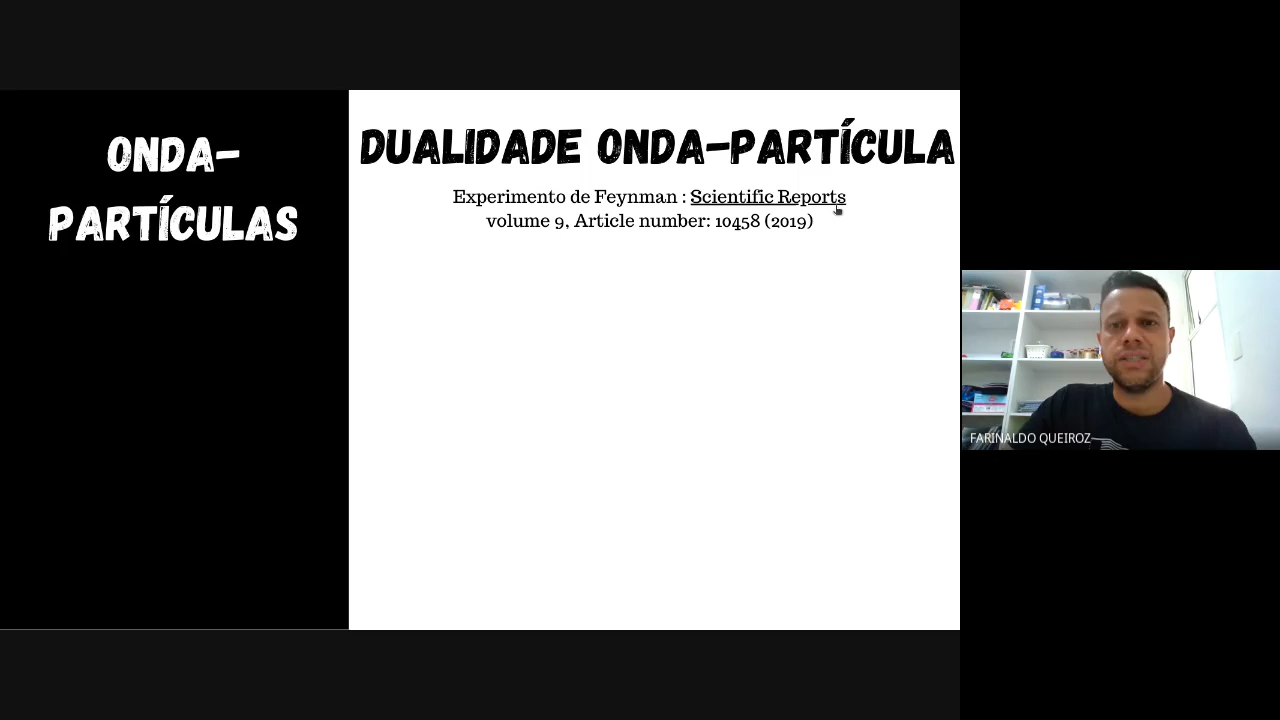 ONDA-
PARTÍCULAS
DUALIDADE ONDA-PARTÍCULA
Experimento de Feynman : Scientific Reports
volume 9, Article number: 10458 (2019)
FARINALDO QUEIROZ